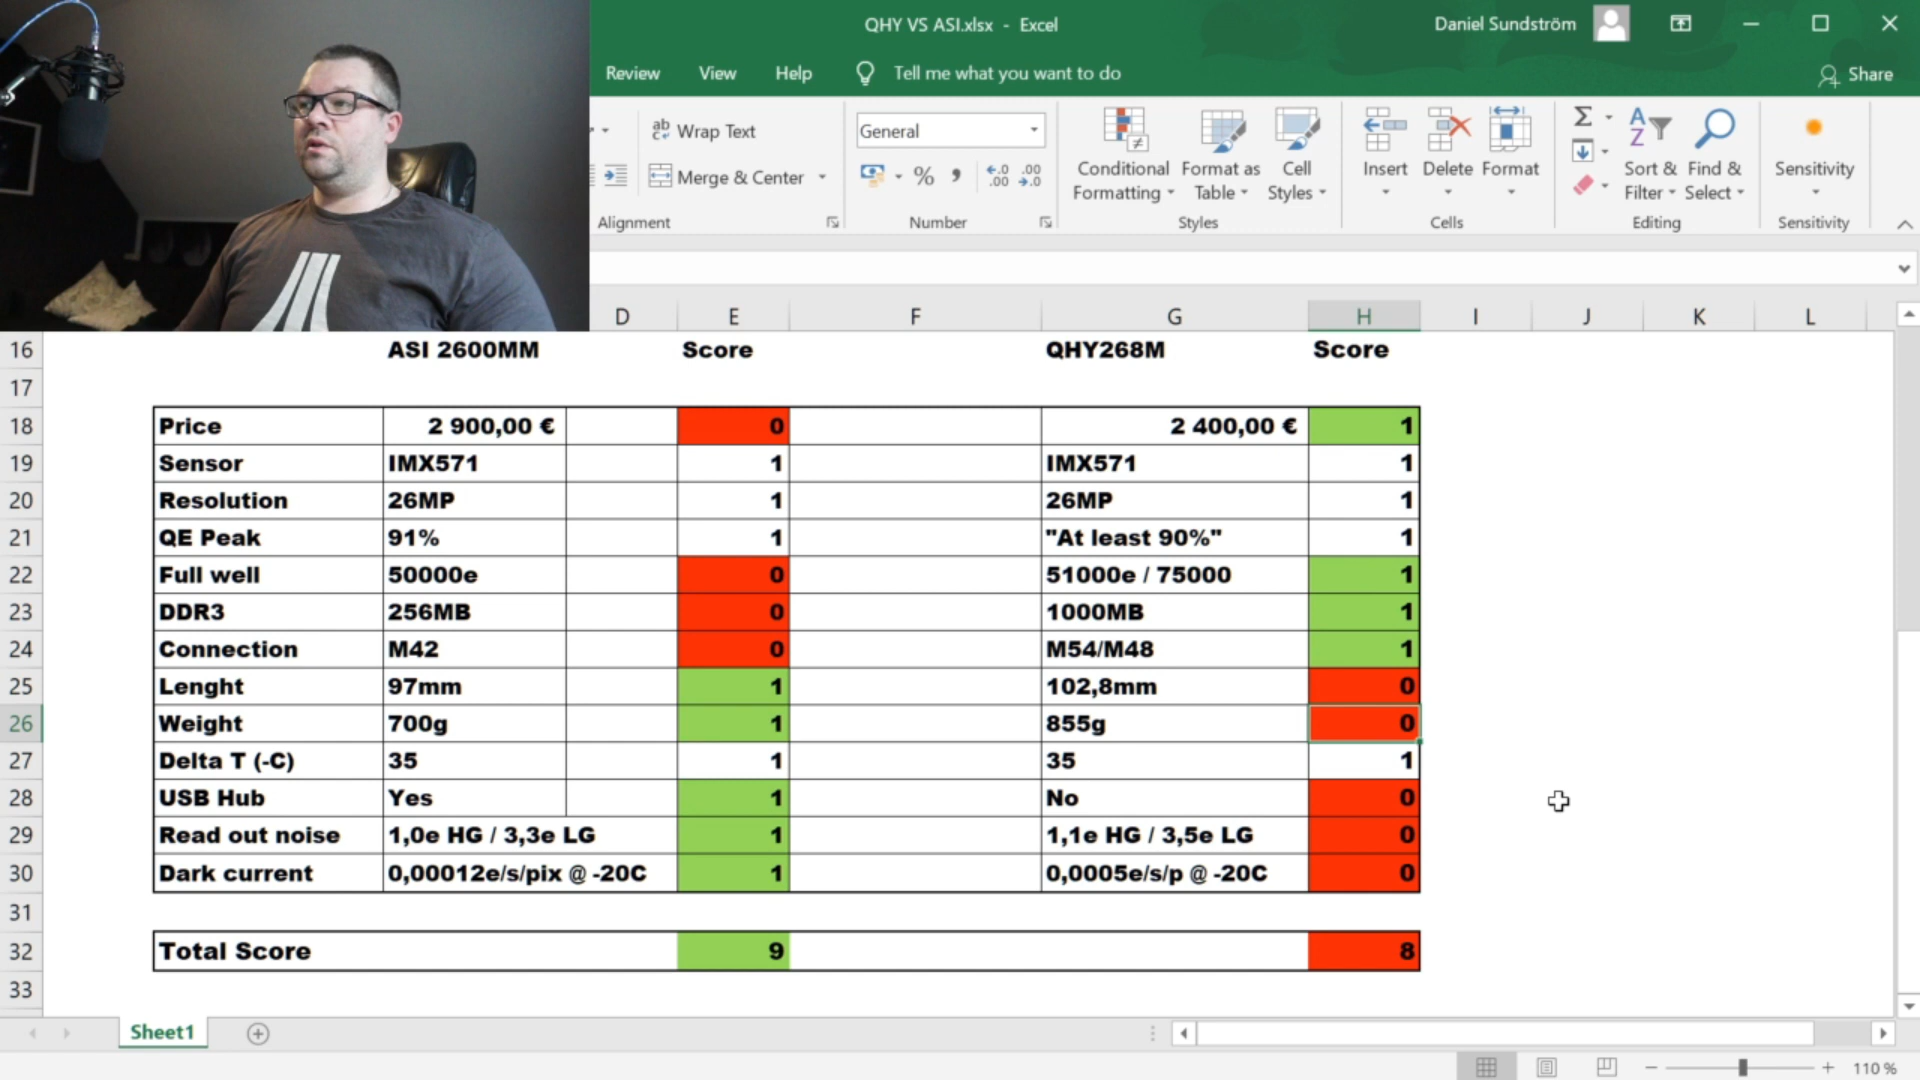 QHY VS ASI.xlsx - Excel
Daniel Sundström
Review View Help Tell me what you want to do
Share
Wrap Text
General
Merge & Center
Conditional Formatting
Format as Table
Cell Styles
Insert
Delete
Format
Sort & Filter
Find & Select
Sensitivity
Alignment
Number
Styles
Cells
Editing
Sensitivity
D E F G H I J K L
16 ASI 2600MM Score QHY268M Score
17
18 Price 2 900,00 € 0 2 400,00 € 1
19 Sensor IMX571 1 IMX571 1
20 Resolution 26MP 1 26MP 1
21 QE Peak 91% 1 "At least 90%" 1
22 Full well 50000e 0 51000e / 75000 1
23 DDR3 256MB 0 1000MB 1
24 Connection M42 0 M54/M48 1
25 Lenght 97mm 1 102,8mm 0
26 Weight 700g 1 855g 0
27 Delta T (-C) 35 1 35 1
28 USB Hub Yes 1 No 0
29 Read out noise 1,0e HG / 3,3e LG 1 1,1e HG / 3,5e LG 0
30 Dark current 0,00012e/s/pix @ -20C 1 0,0005e/s/p @ -20C 0
31
32 Total Score 9 8
33
Sheet1
110 %